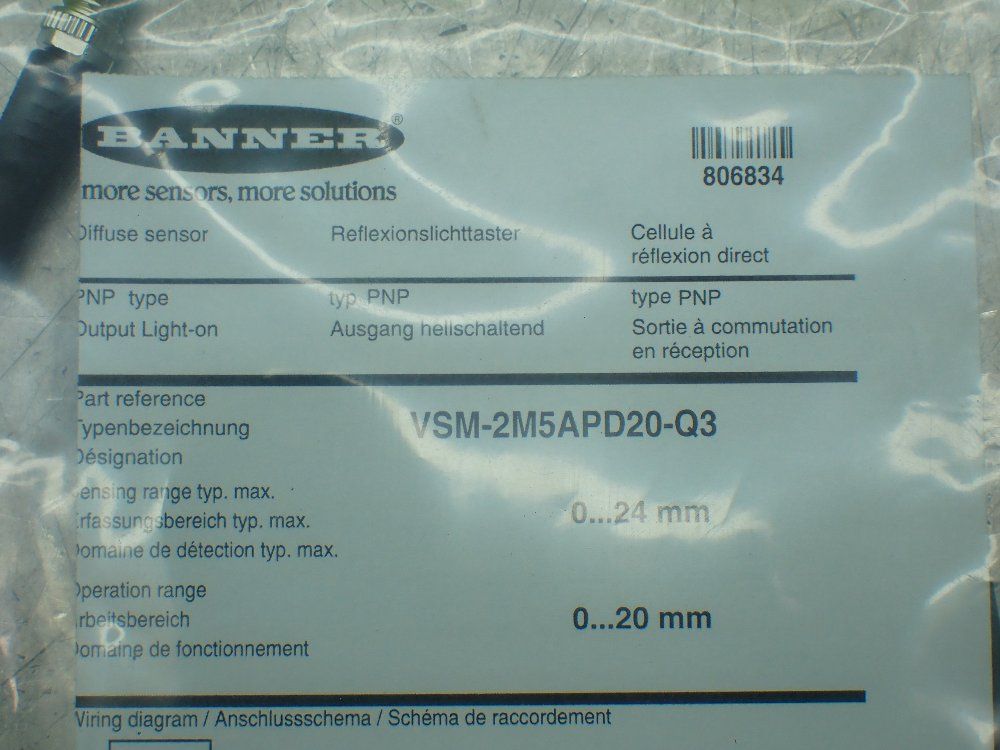 BANNER®
more sensors, more solutions
806834
Diffuse sensor Reflexionslichttaster Cellule à
réflexion direct
PNP type typ PNP type PNP
Output Light-on Ausgang hellschaltend Sortie à commutation
en réception
Part reference
Typenbezeichnung VSM-2M5APD20-Q3
Désignation
Sensing range typ. max.
Erfassungsbereich typ. max. 0...24 mm
Domaine de détection typ. max.
Operation range
Arbeitsbereich 0...20 mm
Domaine de fonctionnement
Wiring diagram / Anschlussschema / Schéma de raccordement